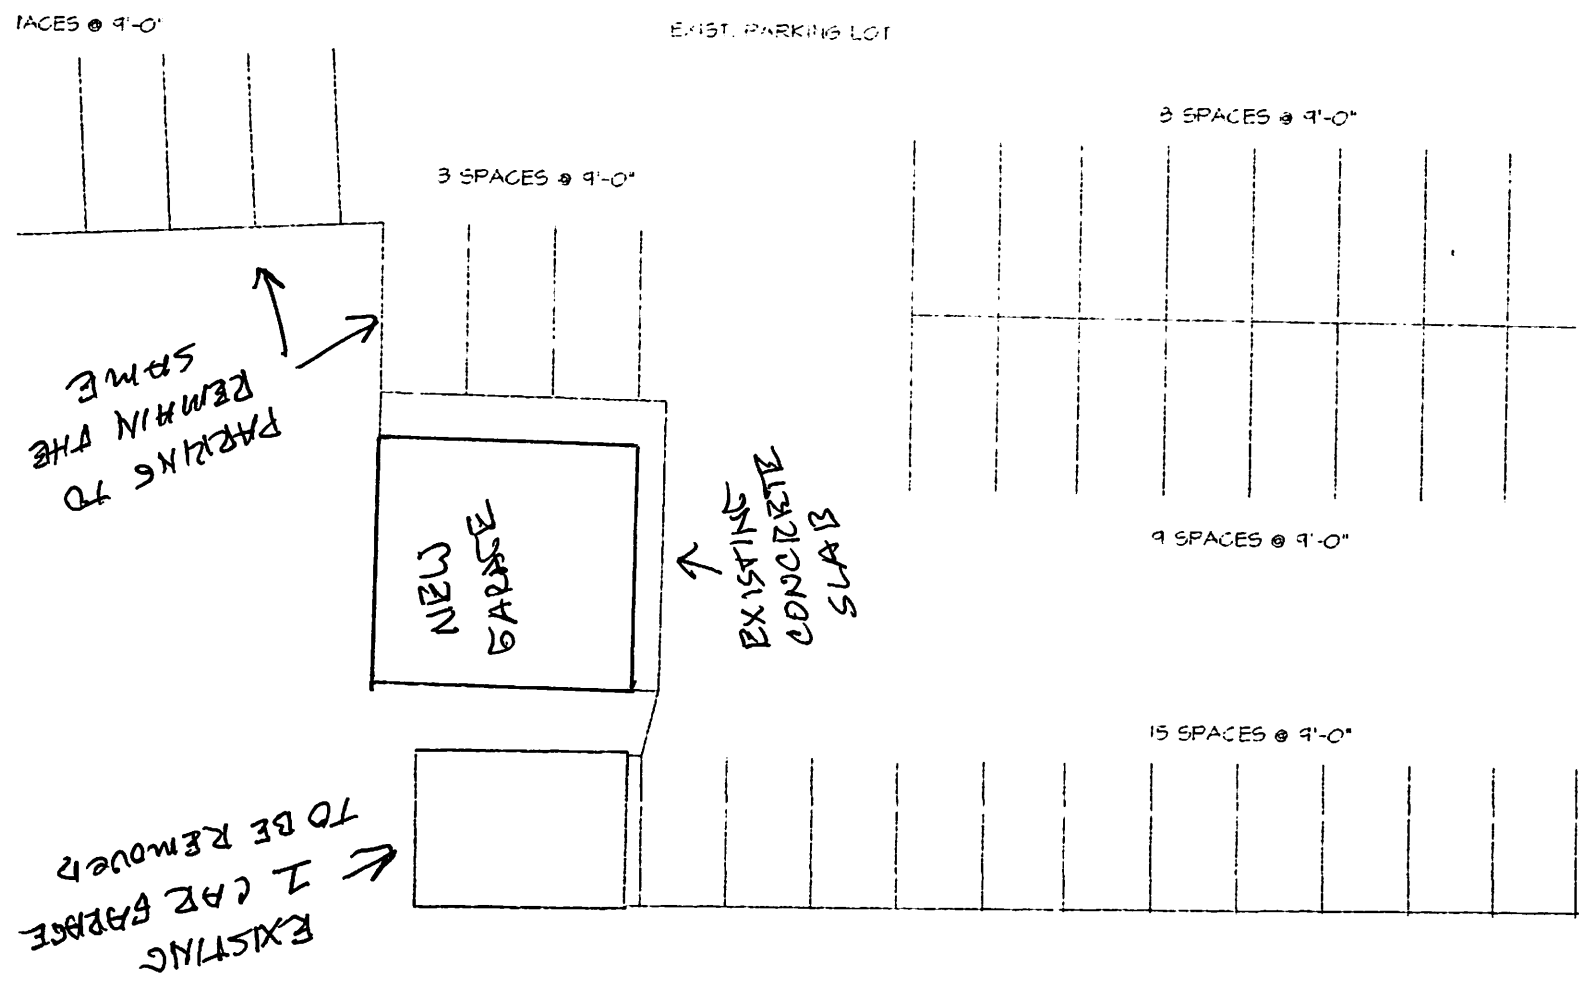 ACES @ 9'-0"
EXIST. PARKING LOT
3 SPACES @ 9'-0"
3 SPACES @ 9'-0"
PARKING TO
REMAIN THE
SAME
NEW
GARAGE
EXISTING
CONCRETE
SLAB
9 SPACES @ 9'-0"
15 SPACES @ 9'-0"
EXISTING
1 CAR GARAGE
TO BE REMOVED